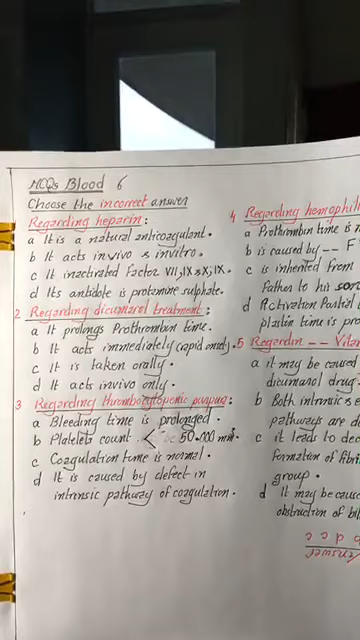 MCQs Blood 6
Choose the incorrect answer
1 Regarding heparin:
a It is a natural anticoagulant.
b It acts in vivo & invitro.
c It inactivated Factor VII, IX & X, IX.
d Its antidote is protamine sulphate.
2 Regarding dicumarol treatment:
a It prolongs Prothrombin time.
b It acts immediately (rapid onset).
c It is taken orally.
d It acts invivo only.
3 Regarding thrombocytopenic purpura
a Bleeding time is prolonged.
b Platelets count < 50.000 mm³.
c Coagulation time is normal.
d It is caused by defect in
intrinsic pathway of coagulation.
4 Regarding hemophili
a Prothrombin time is n
b is caused by -- F
c is inherited from
Father to his son
d Activation Partial
plastin time is pro
5 Regardin -- Vita
a it may be caused
dicumarol drug
b Both intrinsic & e
pathways are de
c it leads to dec
formation of fibri
group.
d It may be caus
obstruction of bil